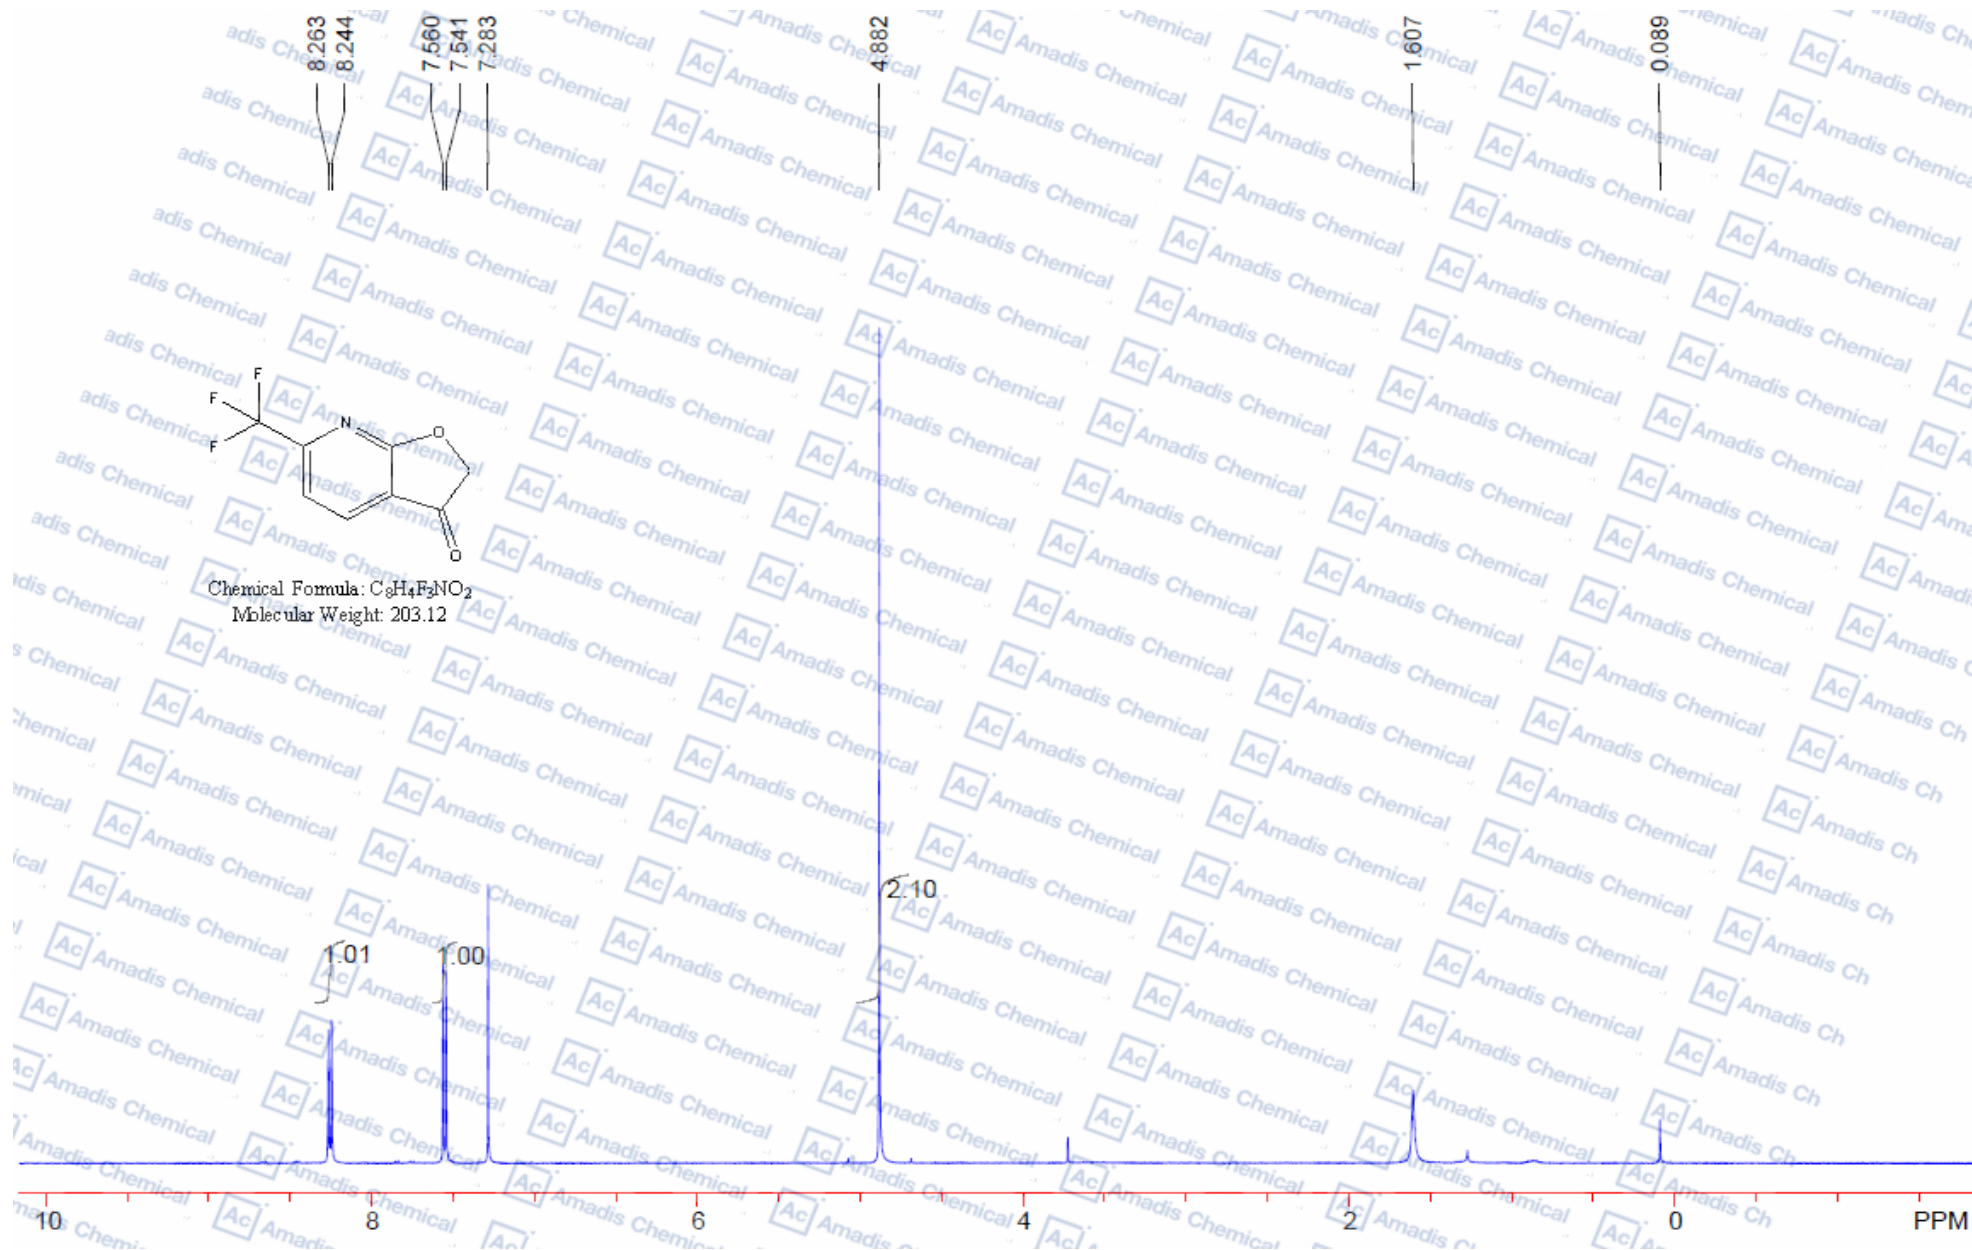 8.263
8.244
7.560
7.541
7.283
4.882
1.607
0.089
F
F
F
N
O
O
Chemical Formula: C₈H₄F₃NO₂
Molecular Weight: 203.12
2.10
1.01
1.00
10 8 6 4 2 0 PPM
Ac Amadis Chemical